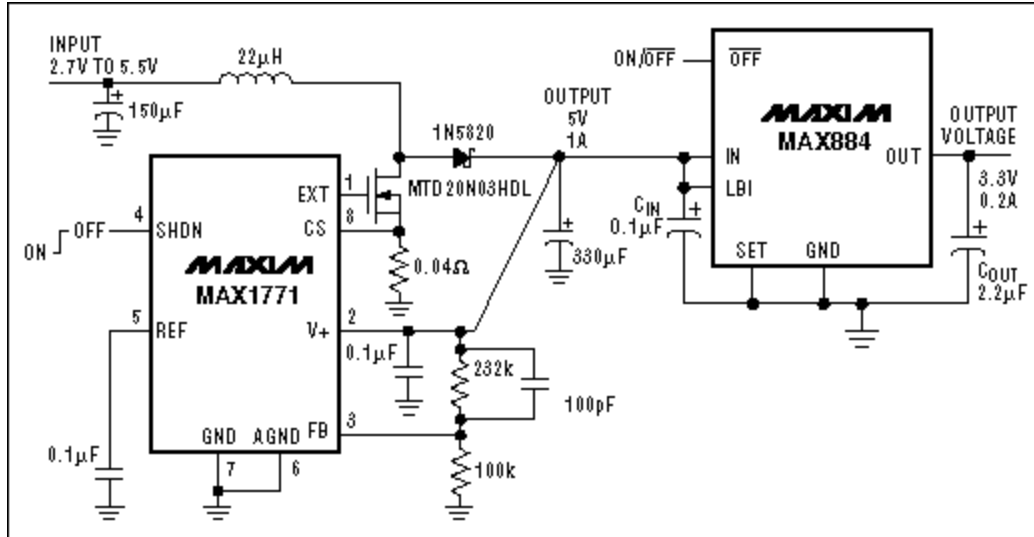 INPUT
2.7V TO 5.5V
22µH
150µF
1N5820
MTD20N03HDL
OUTPUT
5V
1A
330µF
EXT
1
CS
8
0.04Ω
ON
OFF
4
SHDN
MAXIM
MAX1771
5
REF
V+
2
0.1µF
232k
100pF
FB
3
100k
GND
AGND
7
6
0.1µF
ON/OFF
OFF
MAXIM
MAX884
IN
LBI
OUT
SET
GND
CIN
0.1µF
OUTPUT
VOLTAGE
3.3V
0.2A
COUT
2.2µF